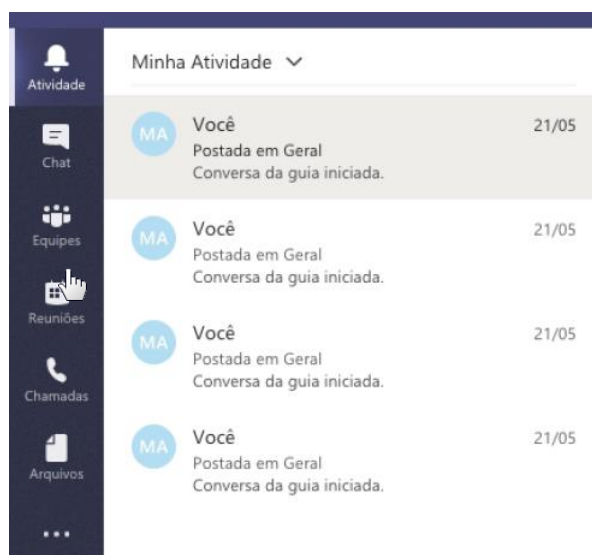 Atividade
Chat
Equipes
Reuniões
Chamadas
Arquivos
Minha Atividade
MA
Você
21/05
Postada em Geral
Conversa da guia iniciada.
MA
Você
21/05
Postada em Geral
Conversa da guia iniciada.
MA
Você
21/05
Postada em Geral
Conversa da guia iniciada.
MA
Você
21/05
Postada em Geral
Conversa da guia iniciada.